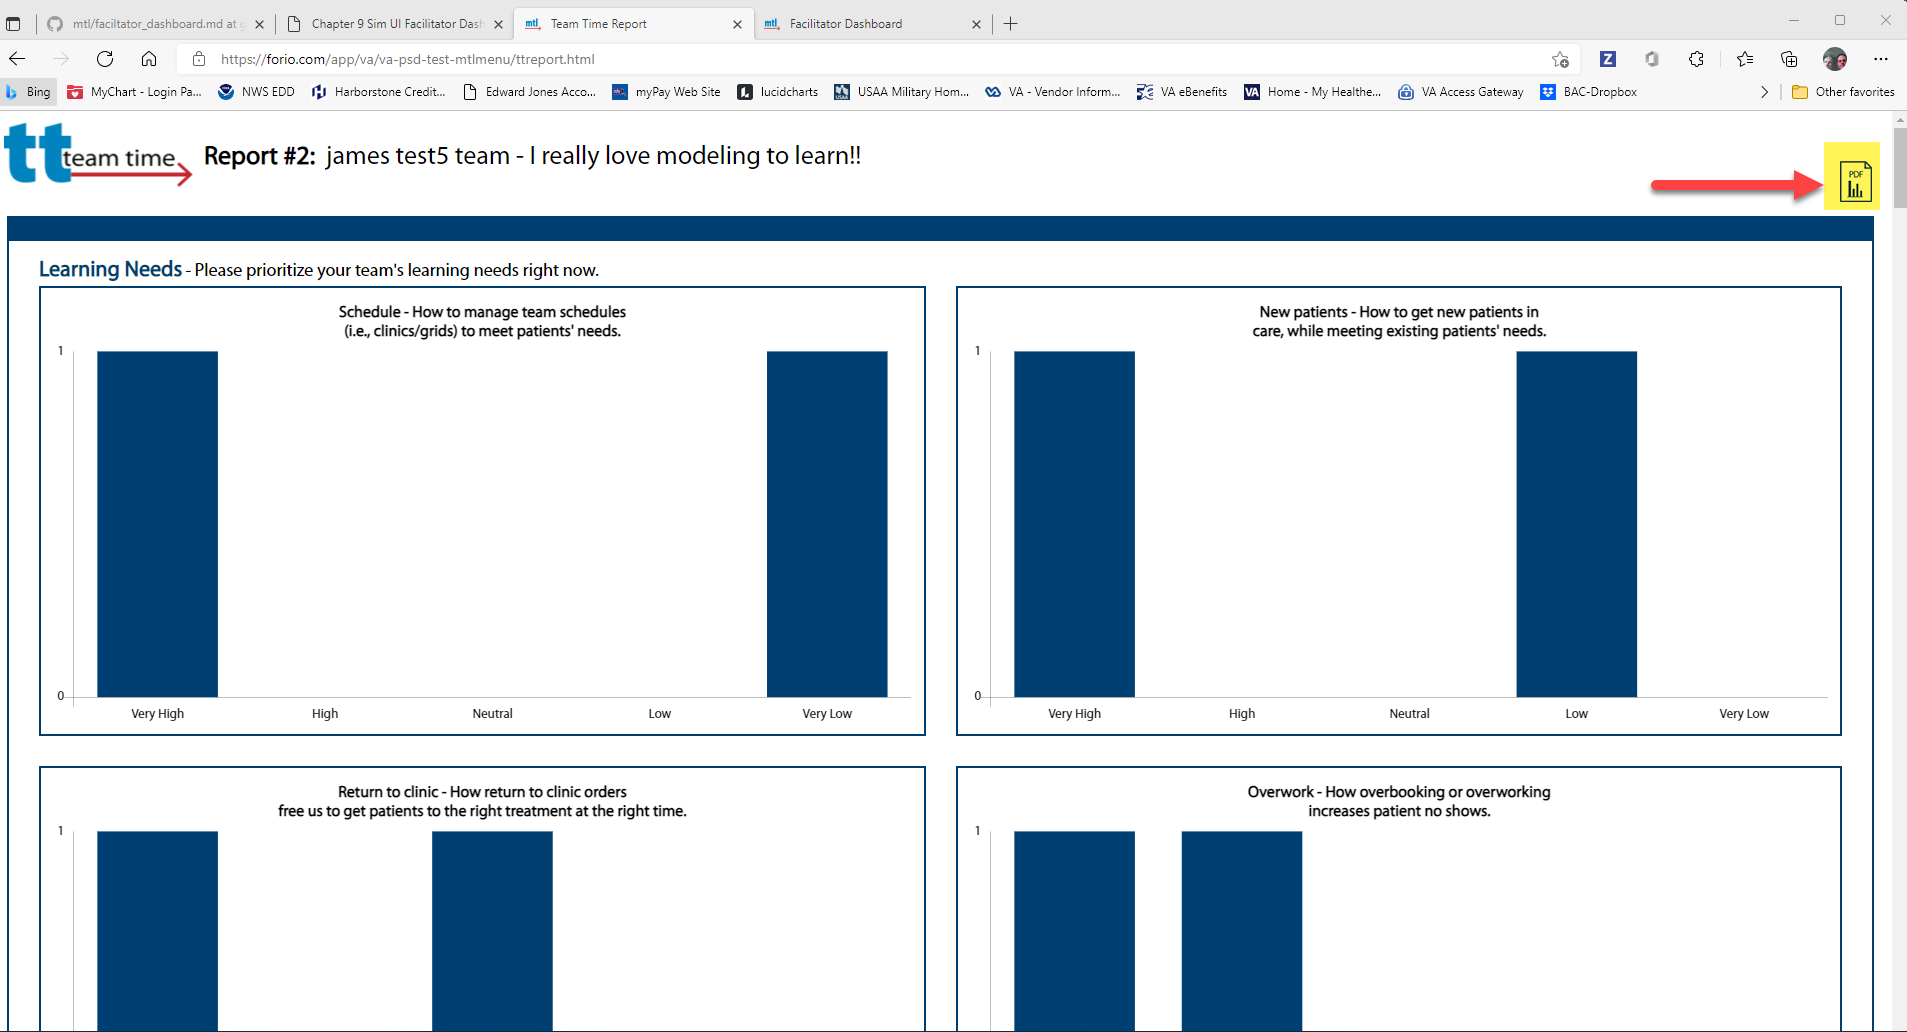 mtl/faciltator_dashboard.md at g
Chapter 9 Sim UI Facilitator Dash
mtl Team Time Report
mtl Facilitator Dashboard
https://forio.com/app/va/va-psd-test-mtlmenu/ttreport.html
Z
Bing
MyChart - Login Pa...
NWS EDD
Harborstone Credit...
Edward Jones Acco...
myPay Web Site
lucidcharts
USAA Military Hom...
VA - Vendor Inform...
VA eBenefits
VA Home - My Healthe...
VA Access Gateway
BAC-Dropbox
Other favorites
tt team time
Report #2: james test5 team - I really love modeling to learn!!
PDF
Learning Needs - Please prioritize your team's learning needs right now.
Schedule - How to manage team schedules
(i.e., clinics/grids) to meet patients' needs.
1
0
Very High High Neutral Low Very Low
New patients - How to get new patients in
care, while meeting existing patients' needs.
1
0
Very High High Neutral Low Very Low
Return to clinic - How return to clinic orders
free us to get patients to the right treatment at the right time.
1
Overwork - How overbooking or overworking
increases patient no shows.
1